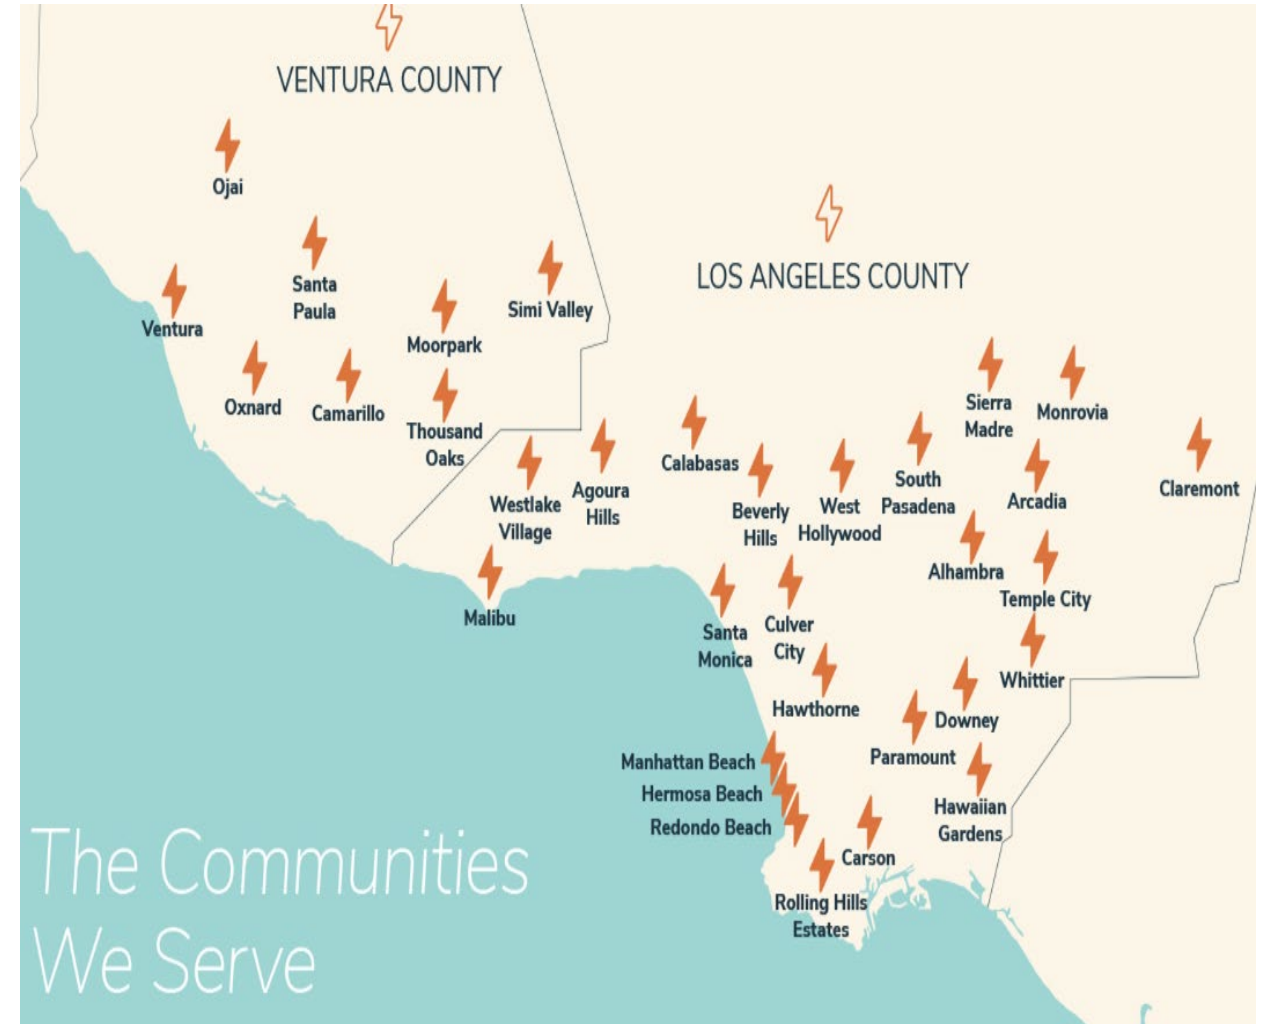 VENTURA COUNTY
Ojai
Santa
Paula
Ventura
Simi Valley
Moorpark
Oxnard
Camarillo
Thousand
Oaks
LOS ANGELES COUNTY
Sierra
Madre
Monrovia
Calabasas
Westlake
Village
Agoura
Hills
Beverly
Hills
West
Hollywood
South
Pasadena
Arcadia
Claremont
Alhambra
Temple City
Malibu
Santa
Monica
Culver
City
Whittier
Hawthorne
Downey
Paramount
Manhattan Beach
Hermosa Beach
Redondo Beach
Hawaiian
Gardens
Carson
Rolling Hills
Estates
The Communities
We Serve